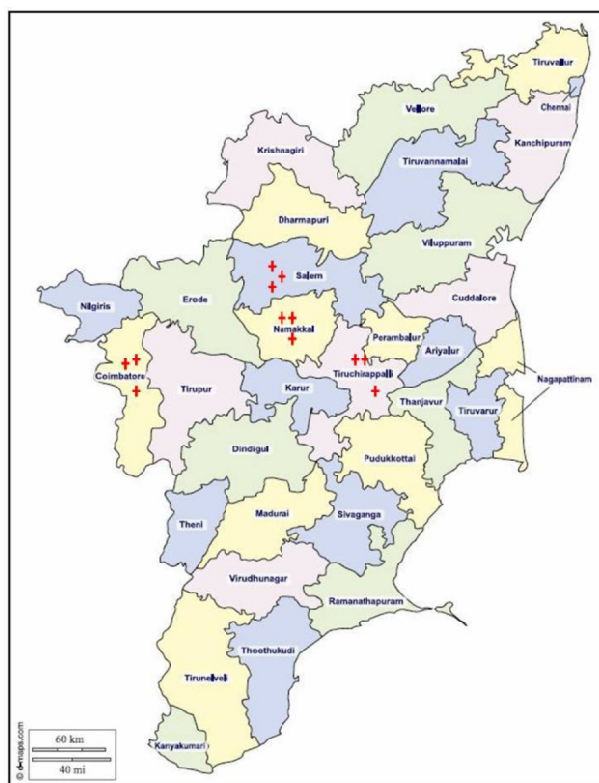 Tiruvallur
Vellore
Chennai
Kanchipuram
Krishnagiri
Tiruvannamalai
Dharmapuri
Viluppuram
Salem
Cuddalore
Nilgiris
Erode
Namakkal
Perambalur
Ariyalur
Coimbatore
Tiruchirappalli
Nagapattinam
Tirupur
Karur
Thanjavur
Tiruvarur
Dindigul
Pudukkottai
Madurai
Sivaganga
Theni
Virudhunagar
Ramanathapuram
Thoothukudi
Tirunelveli
Kanyakumari
60 km
40 mi
© d-maps.com